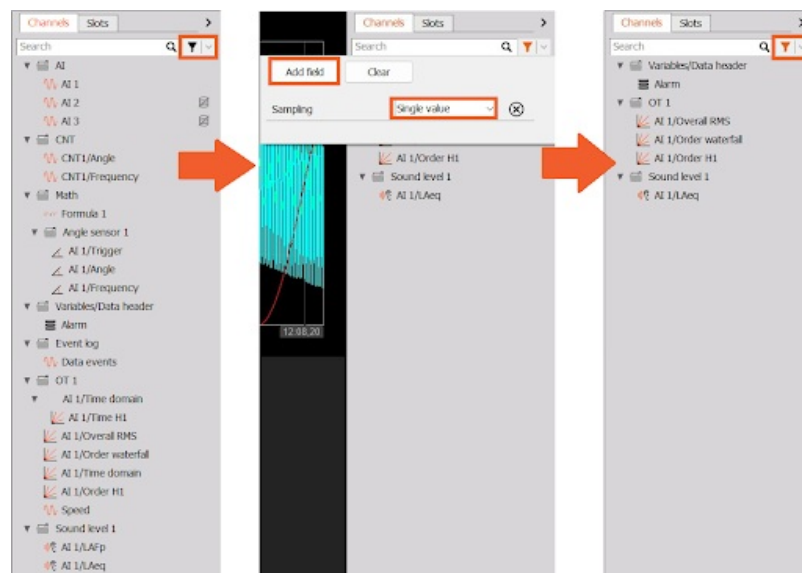 Channels Slots
Search
AI
AI 1
AI 2
AI 3
CNT
CNT1/Angle
CNT1/Frequency
Math
Formula 1
Angle sensor 1
AI 1/Trigger
AI 1/Angle
AI 1/Frequency
Variables/Data header
Alarm
Event log
Data events
OT 1
AI 1/Time domain
AI 1/Time H1
AI 1/Overall RMS
AI 1/Order waterfall
AI 1/Time domain
AI 1/Order H1
Speed
Sound level 1
AI 1/LAFp
AI 1/LAeq
Channels Slots
Search
Add field Clear
Sampling Single value
AI 1/Order H1
Sound level 1
AI 1/LAeq
12:08,20
Channels Slots
Search
Variables/Data header
Alarm
OT 1
AI 1/Overall RMS
AI 1/Order waterfall
AI 1/Order H1
Sound level 1
AI 1/LAeq